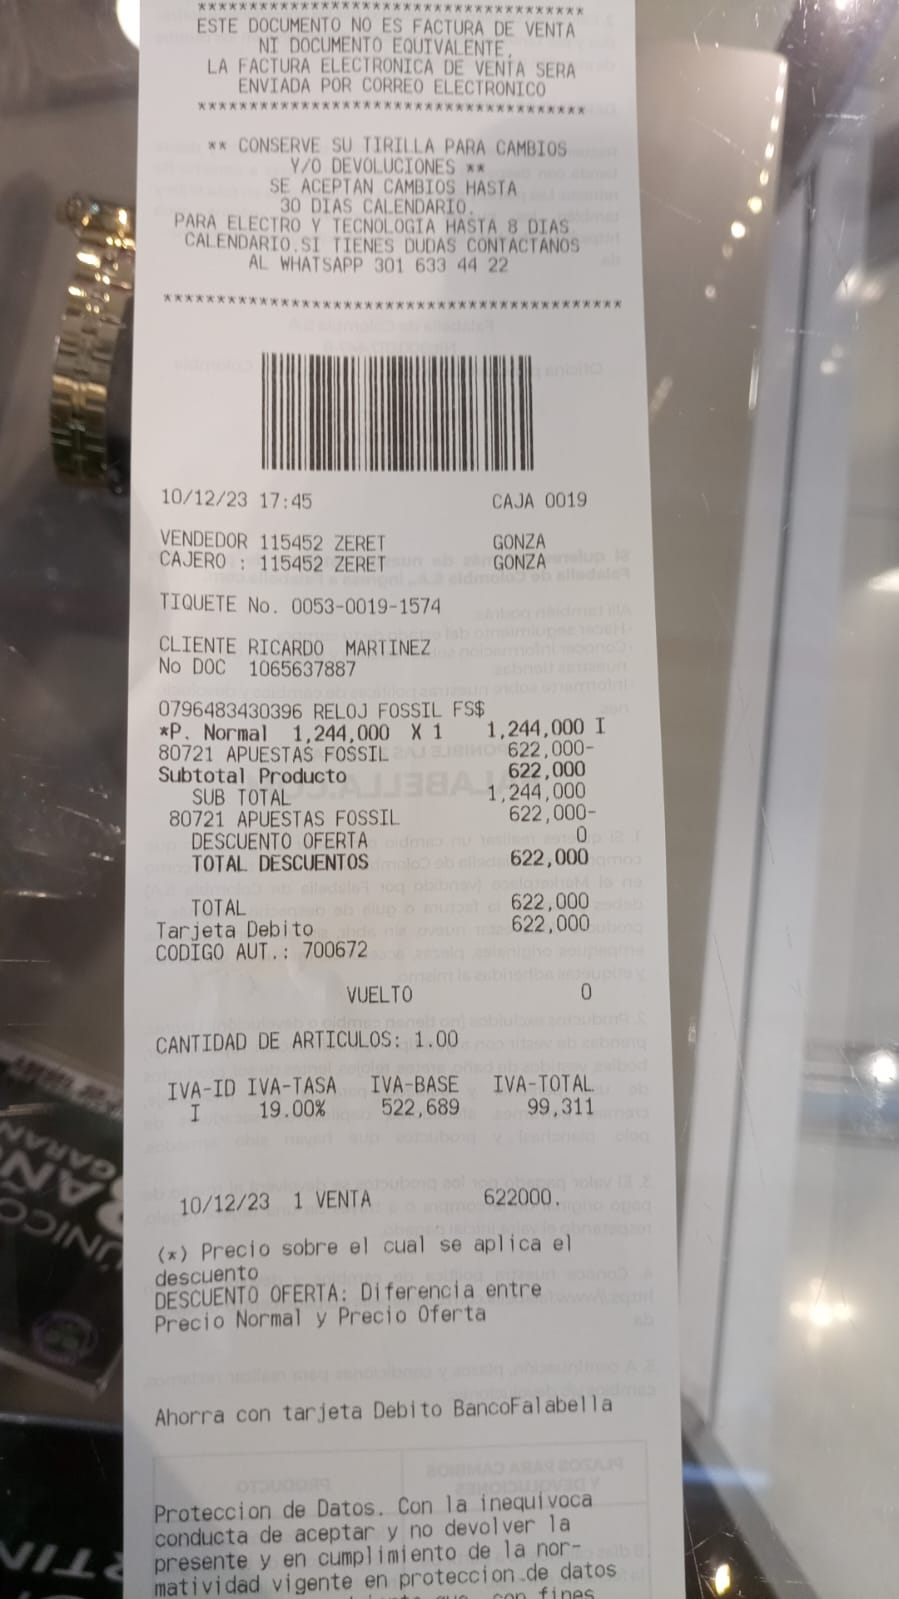 ************************************
ESTE DOCUMENTO NO ES FACTURA DE VENTA
NI DOCUMENTO EQUIVALENTE.
LA FACTURA ELECTRONICA DE VENTA SERA
ENVIADA POR CORREO ELECTRONICO
************************************
** CONSERVE SU TIRILLA PARA CAMBIOS
Y/O DEVOLUCIONES **
SE ACEPTAN CAMBIOS HASTA
30 DIAS CALENDARIO.
PARA ELECTRO Y TECNOLOGIA HASTA 8 DIAS
CALENDARIO.SI TIENES DUDAS CONTACTANOS
AL WHATSAPP 301 633 44 22
******************************************
10/12/23 17:45 CAJA 0019
VENDEDOR 115452 ZERET GONZA
CAJERO : 115452 ZERET GONZA
TIQUETE No. 0053-0019-1574
CLIENTE RICARDO MARTINEZ
No DOC 1065637887
0796483430396 RELOJ FOSSIL FS$
*P. Normal 1,244,000 X 1 1,244,000 I
80721 APUESTAS FOSSIL 622,000-
Subtotal Producto 622,000
SUB TOTAL 1,244,000
80721 APUESTAS FOSSIL 622,000-
DESCUENTO OFERTA 0
TOTAL DESCUENTOS 622,000
TOTAL 622,000
Tarjeta Debito 622,000
CODIGO AUT.: 700672
VUELTO 0
CANTIDAD DE ARTICULOS: 1.00
IVA-ID IVA-TASA IVA-BASE IVA-TOTAL
I 19.00% 522,689 99,311
10/12/23 1 VENTA 622000.
(*) Precio sobre el cual se aplica el
descuento
DESCUENTO OFERTA: Diferencia entre
Precio Normal y Precio Oferta
Ahorra con tarjeta Debito BancoFalabella
Proteccion de Datos. Con la inequivoca
conducta de aceptar y no devolver la
presente y en cumplimiento de la nor-
matividad vigente en proteccion de datos